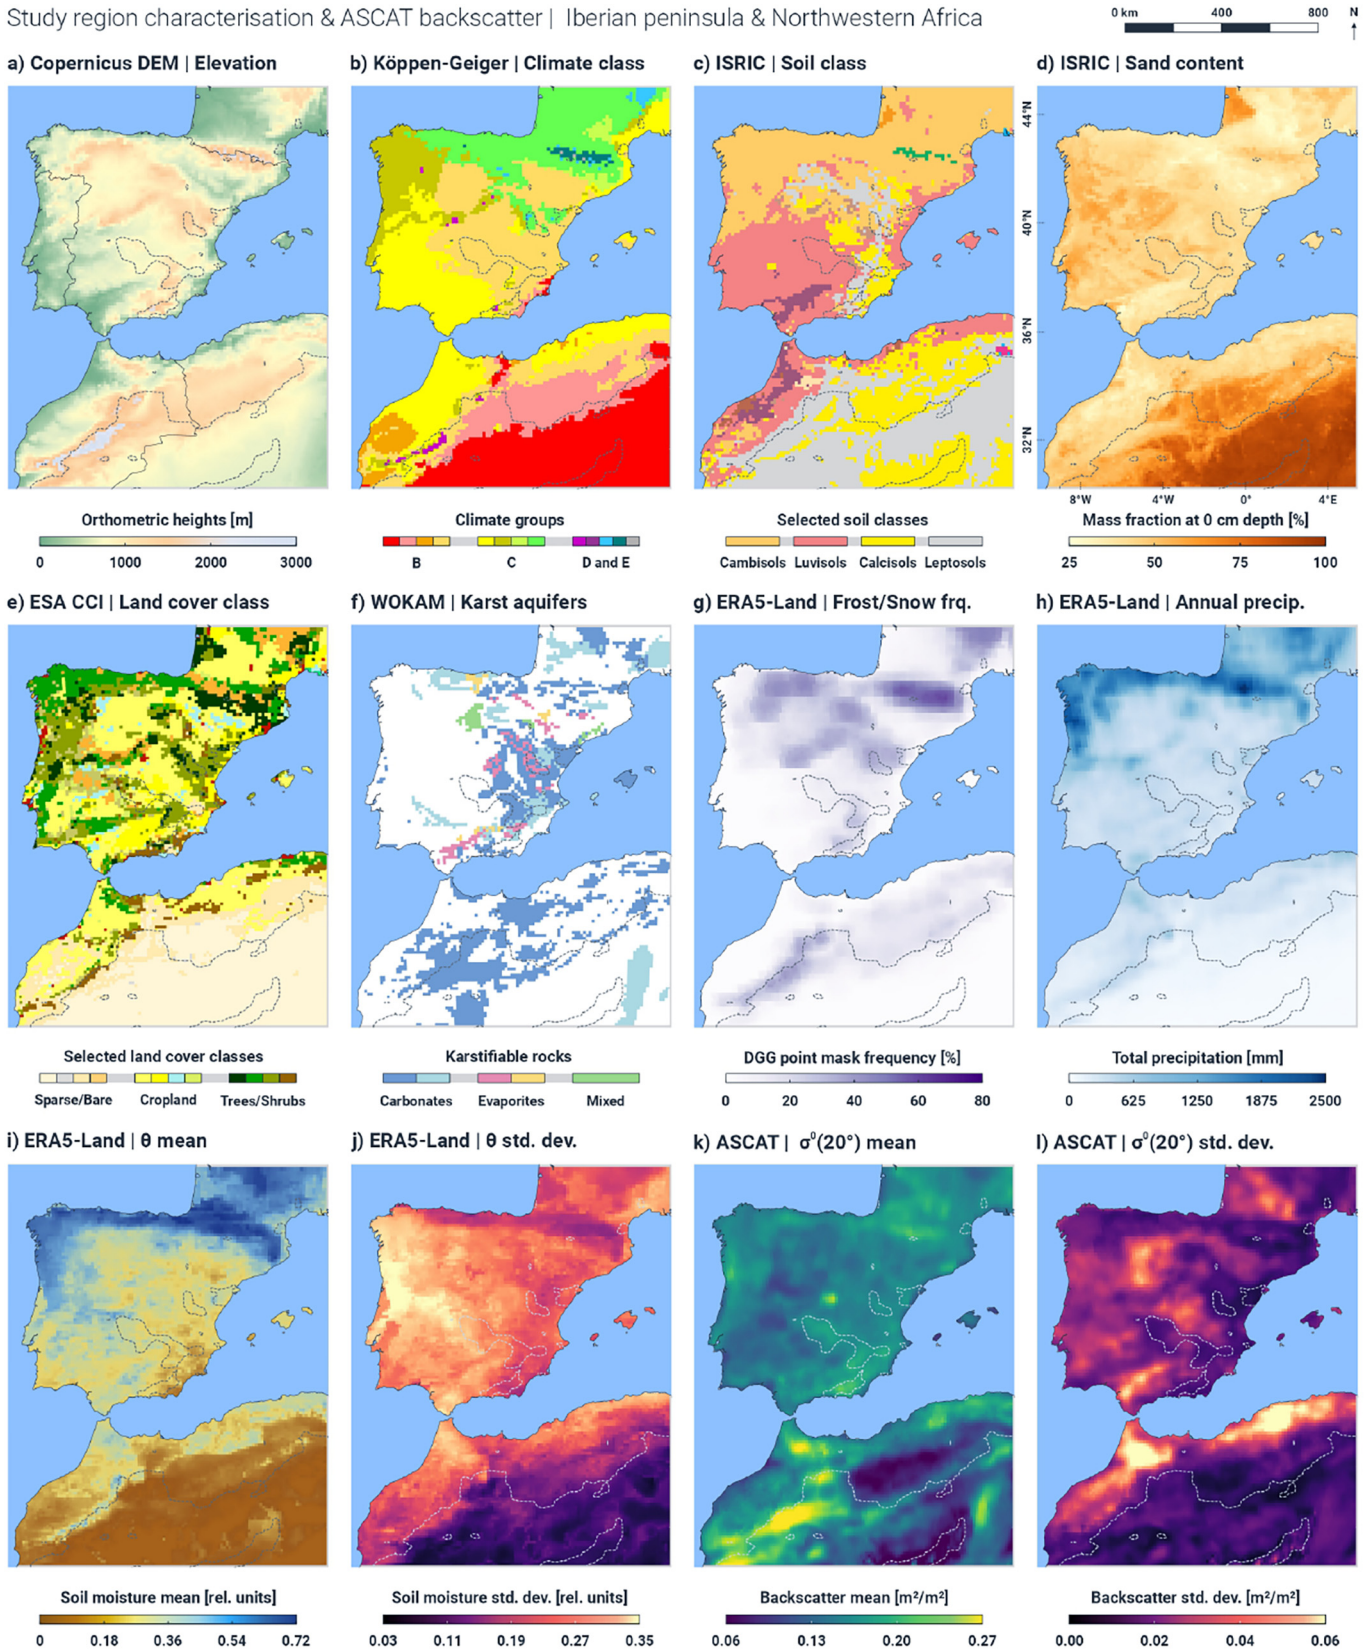 Study region characterisation & ASCAT backscatter | Iberian peninsula & Northwestern Africa
0 km 400 800 N
a) Copernicus DEM | Elevation
b) Köppen-Geiger | Climate class
c) ISRIC | Soil class
d) ISRIC | Sand content
44°N
40°N
36°N
32°N
8°W 4°W 0° 4°E
Orthometric heights [m]
0 1000 2000 3000
Climate groups
B C D and E
Selected soil classes
Cambisols Luvisols Calcisols Leptosols
Mass fraction at 0 cm depth [%]
25 50 75 100
e) ESA CCI | Land cover class
f) WOKAM | Karst aquifers
g) ERA5-Land | Frost/Snow frq.
h) ERA5-Land | Annual precip.
Selected land cover classes
Sparse/Bare Cropland Trees/Shrubs
Karstifiable rocks
Carbonates Evaporites Mixed
DGG point mask frequency [%]
0 20 40 60 80
Total precipitation [mm]
0 625 1250 1875 2500
i) ERA5-Land | θ mean
j) ERA5-Land | θ std. dev.
k) ASCAT | σ⁰(20°) mean
l) ASCAT | σ⁰(20°) std. dev.
Soil moisture mean [rel. units]
0 0.18 0.36 0.54 0.72
Soil moisture std. dev. [rel. units]
0.03 0.11 0.19 0.27 0.35
Backscatter mean [m²/m²]
0.06 0.13 0.20 0.27
Backscatter std. dev. [m²/m²]
0.00 0.02 0.04 0.06